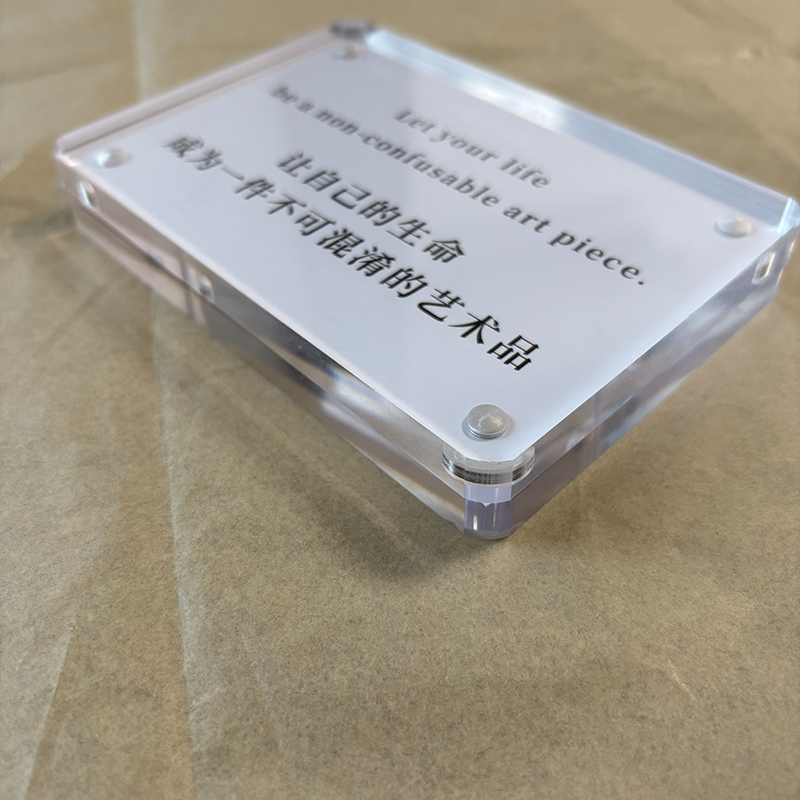 Let your life
be a non-confusable art piece.
让自己的生命
成为一件不可混淆的艺术品